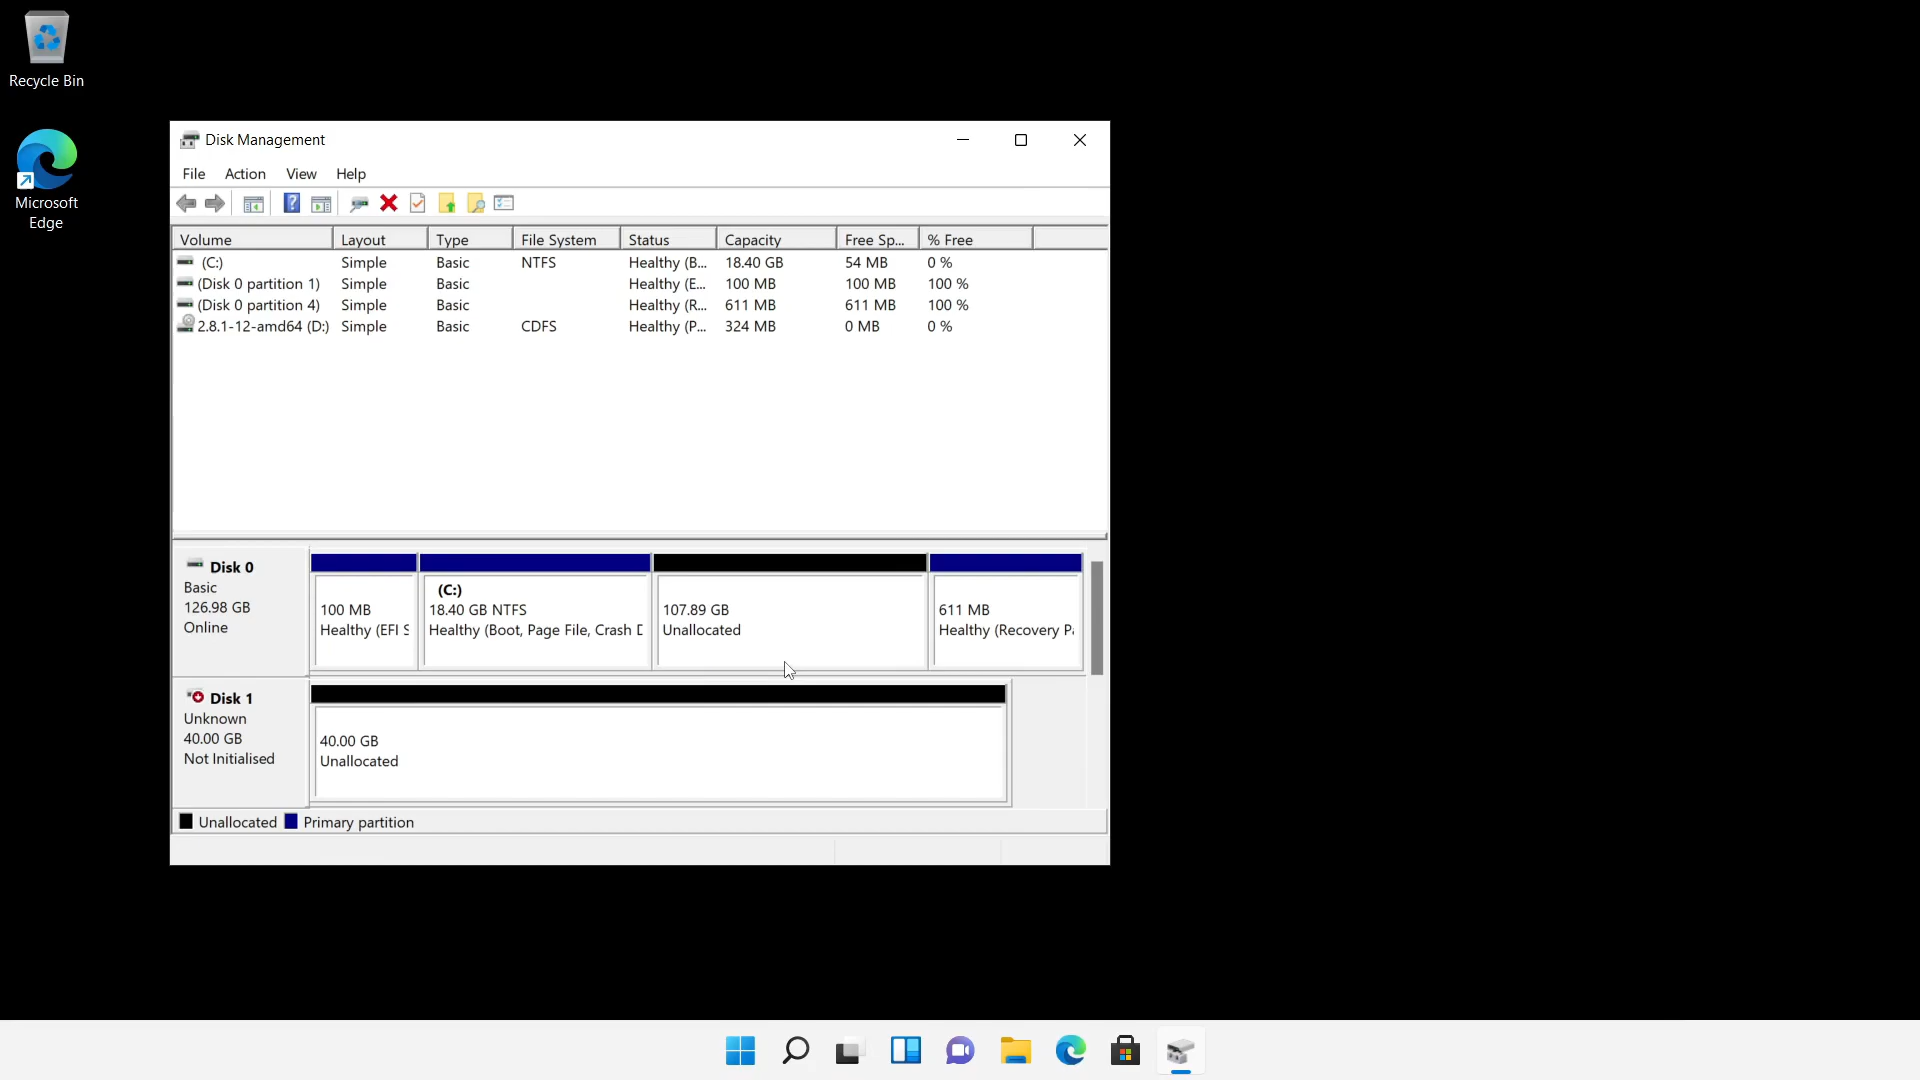 Recycle Bin
Microsoft
Edge
Disk Management
File Action View Help
Volume Layout Type File System Status Capacity Free Sp... % Free
(C:) Simple Basic NTFS Healthy (B... 18.40 GB 54 MB 0 %
(Disk 0 partition 1) Simple Basic Healthy (E... 100 MB 100 MB 100 %
(Disk 0 partition 4) Simple Basic Healthy (R... 611 MB 611 MB 100 %
2.8.1-12-amd64 (D:) Simple Basic CDFS Healthy (P... 324 MB 0 MB 0 %
Disk 0
Basic
126.98 GB
Online
100 MB
Healthy (EFI S
(C:)
18.40 GB NTFS
Healthy (Boot, Page File, Crash D
107.89 GB
Unallocated
611 MB
Healthy (Recovery Pa
Disk 1
Unknown
40.00 GB
Not Initialised
40.00 GB
Unallocated
Unallocated Primary partition